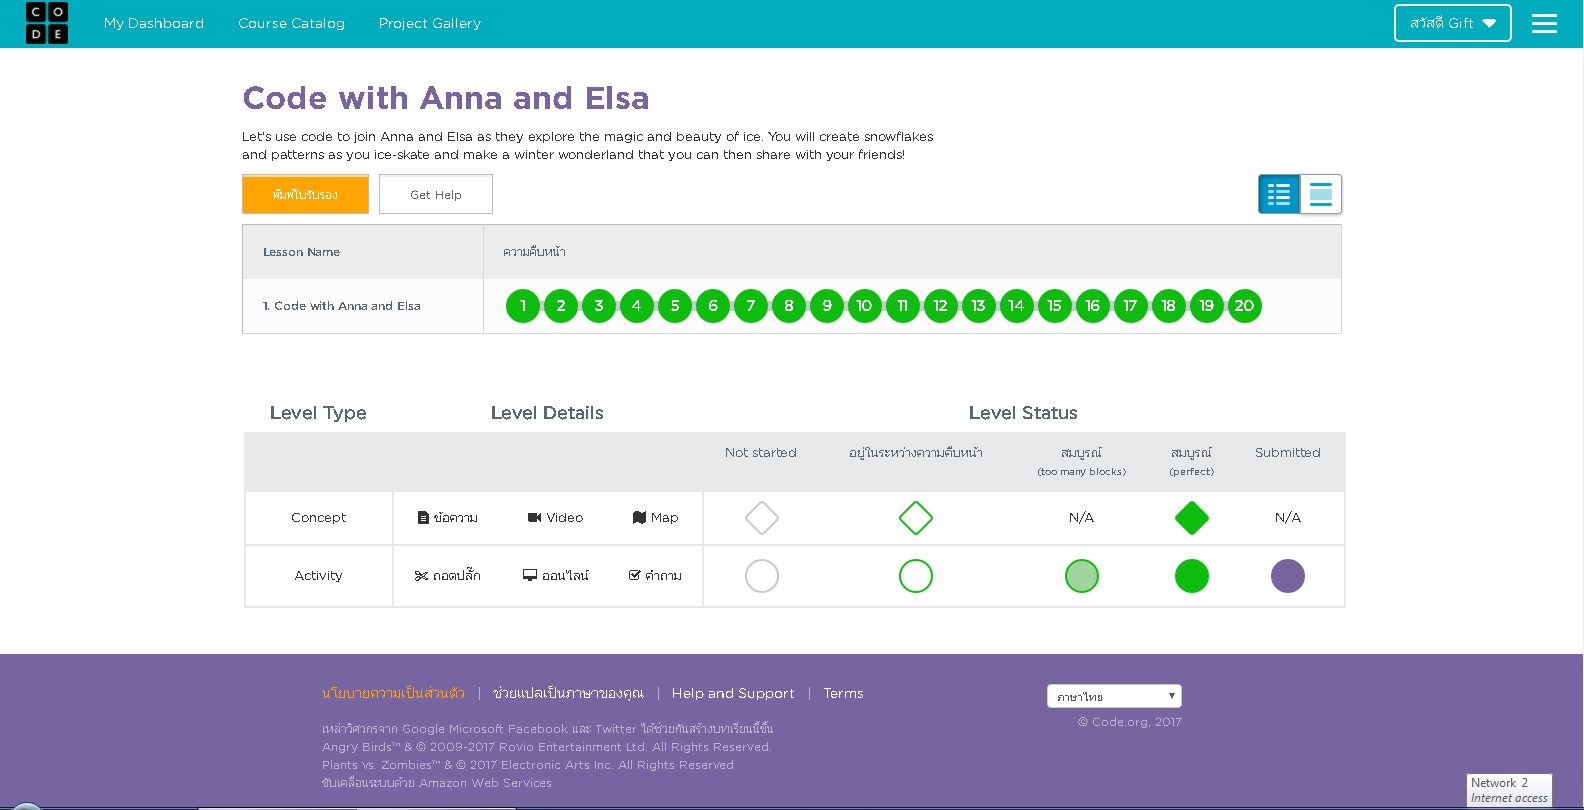 CODE
My Dashboard Course Catalog Project Gallery สวัสดี Gift
Code with Anna and Elsa
Let's use code to join Anna and Elsa as they explore the magic and beauty of ice. You will create snowflakes
and patterns as you ice-skate and make a winter wonderland that you can then share with your friends!
พิมพ์ใบรับรอง Get Help
Lesson Name ความคืบหน้า
1. Code with Anna and Elsa 1 2 3 4 5 6 7 8 9 10 11 12 13 14 15 16 17 18 19 20
Level Type Level Details Level Status
Not started อยู่ในระหว่างความคืบหน้า สมบูรณ์ สมบูรณ์ Submitted
(too many blocks) (perfect)
Concept ข้อความ Video Map N/A N/A
Activity ถอดปลั๊ก ออนไลน์ คำถาม
นโยบายความเป็นส่วนตัว | ช่วยแปลเป็นภาษาของคุณ | Help and Support | Terms ภาษาไทย
© Code.org, 2017
เหล่าวิศวกรจาก Google Microsoft Facebook และ Twitter ได้ช่วยกันสร้างบทเรียนนี้ขึ้น
Angry Birds™ & © 2009-2017 Rovio Entertainment Ltd. All Rights Reserved.
Plants vs. Zombies™ & © 2017 Electronic Arts Inc. All Rights Reserved
ขับเคลื่อนระบบด้วย Amazon Web Services
Network 2
Internet access